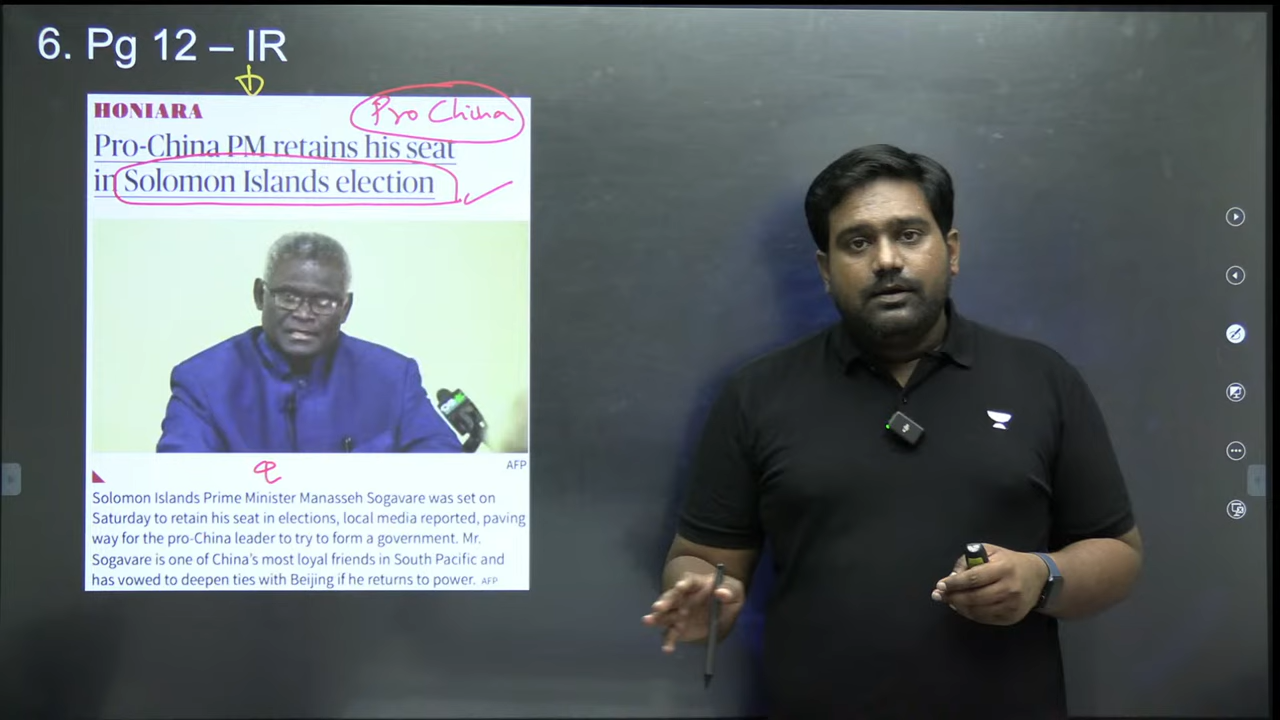 6. Pg 12 – IR
HONIARA
Pro China
Pro-China PM retains his seat
in Solomon Islands election
AFP
Solomon Islands Prime Minister Manasseh Sogavare was set on
Saturday to retain his seat in elections, local media reported, paving
way for the pro-China leader to try to form a government. Mr.
Sogavare is one of China's most loyal friends in South Pacific and
has vowed to deepen ties with Beijing if he returns to power. AFP